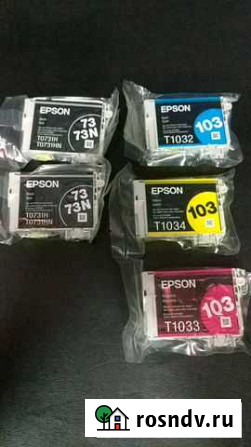 EPSON
73
73N
T0731H
T0731HN
EPSON
73
73N
T0731H
T0731HN
EPSON
103
T1032
EPSON
103
T1034
EPSON
103
T1033
rosndv.ru